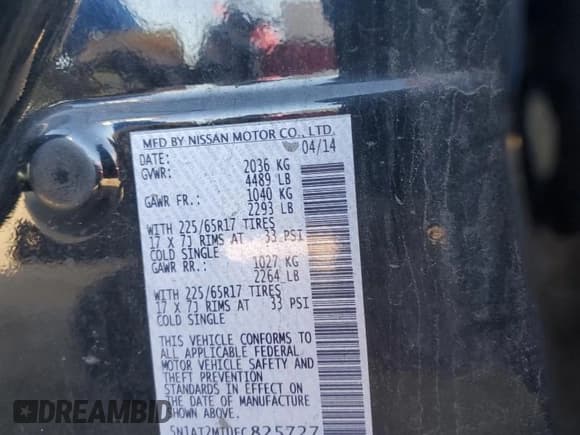 MFD BY NISSAN MOTOR CO., LTD.
DATE: 04/14
GVWR: 2036 KG
4489 LB
GAWR FR.: 1040 KG
2293 LB
WITH 225/65R17 TIRES
17 X 7J RIMS AT 33 PSI
COLD SINGLE
GAWR RR.: 1027 KG
2264 LB
WITH 225/65R17 TIRES
17 X 7J RIMS AT 33 PSI
COLD SINGLE
THIS VEHICLE CONFORMS TO
ALL APPLICABLE FEDERAL
MOTOR VEHICLE SAFETY AND
THEFT PREVENTION
STANDARDS IN EFFECT ON
THE DATE OF MANUFACTURE
SHOWN ABOVE.
DREAMBID